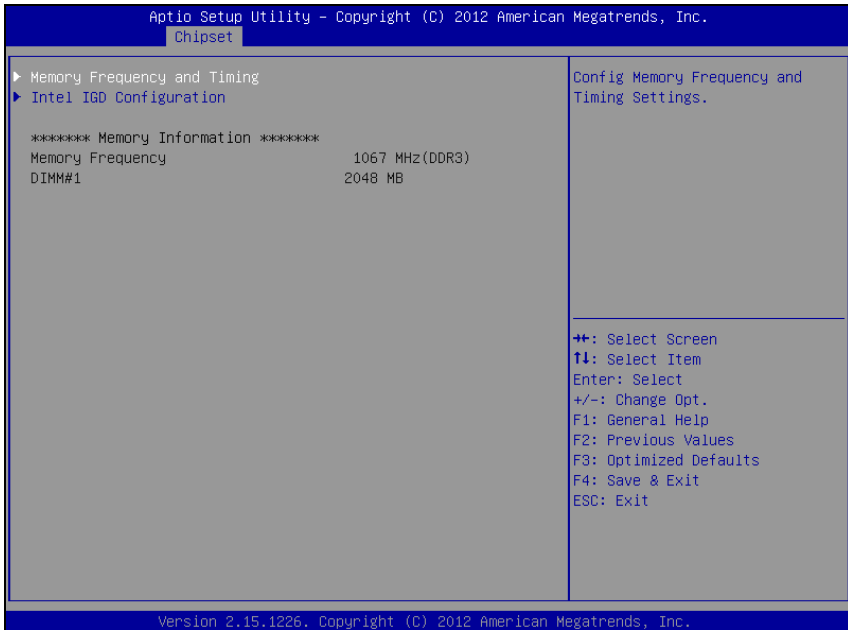 Aptio Setup Utility – Copyright (C) 2012 American Megatrends, Inc.
Chipset
▶ Memory Frequency and Timing
▶ Intel IGD Configuration
******* Memory Information *******
Memory Frequency 1067 MHz(DDR3)
DIMM#1 2048 MB
Config Memory Frequency and
Timing Settings.
→←: Select Screen
↑↓: Select Item
Enter: Select
+/-: Change Opt.
F1: General Help
F2: Previous Values
F3: Optimized Defaults
F4: Save & Exit
ESC: Exit
Version 2.15.1226. Copyright (C) 2012 American Megatrends, Inc.